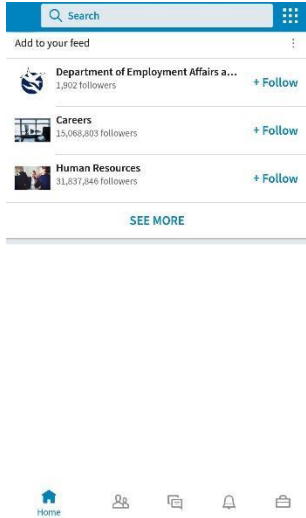 Search
Add to your feed
Department of Employment Affairs a...
1,902 followers
+ Follow
Careers
15,068,803 followers
+ Follow
Human Resources
31,837,846 followers
+ Follow
SEE MORE
Home